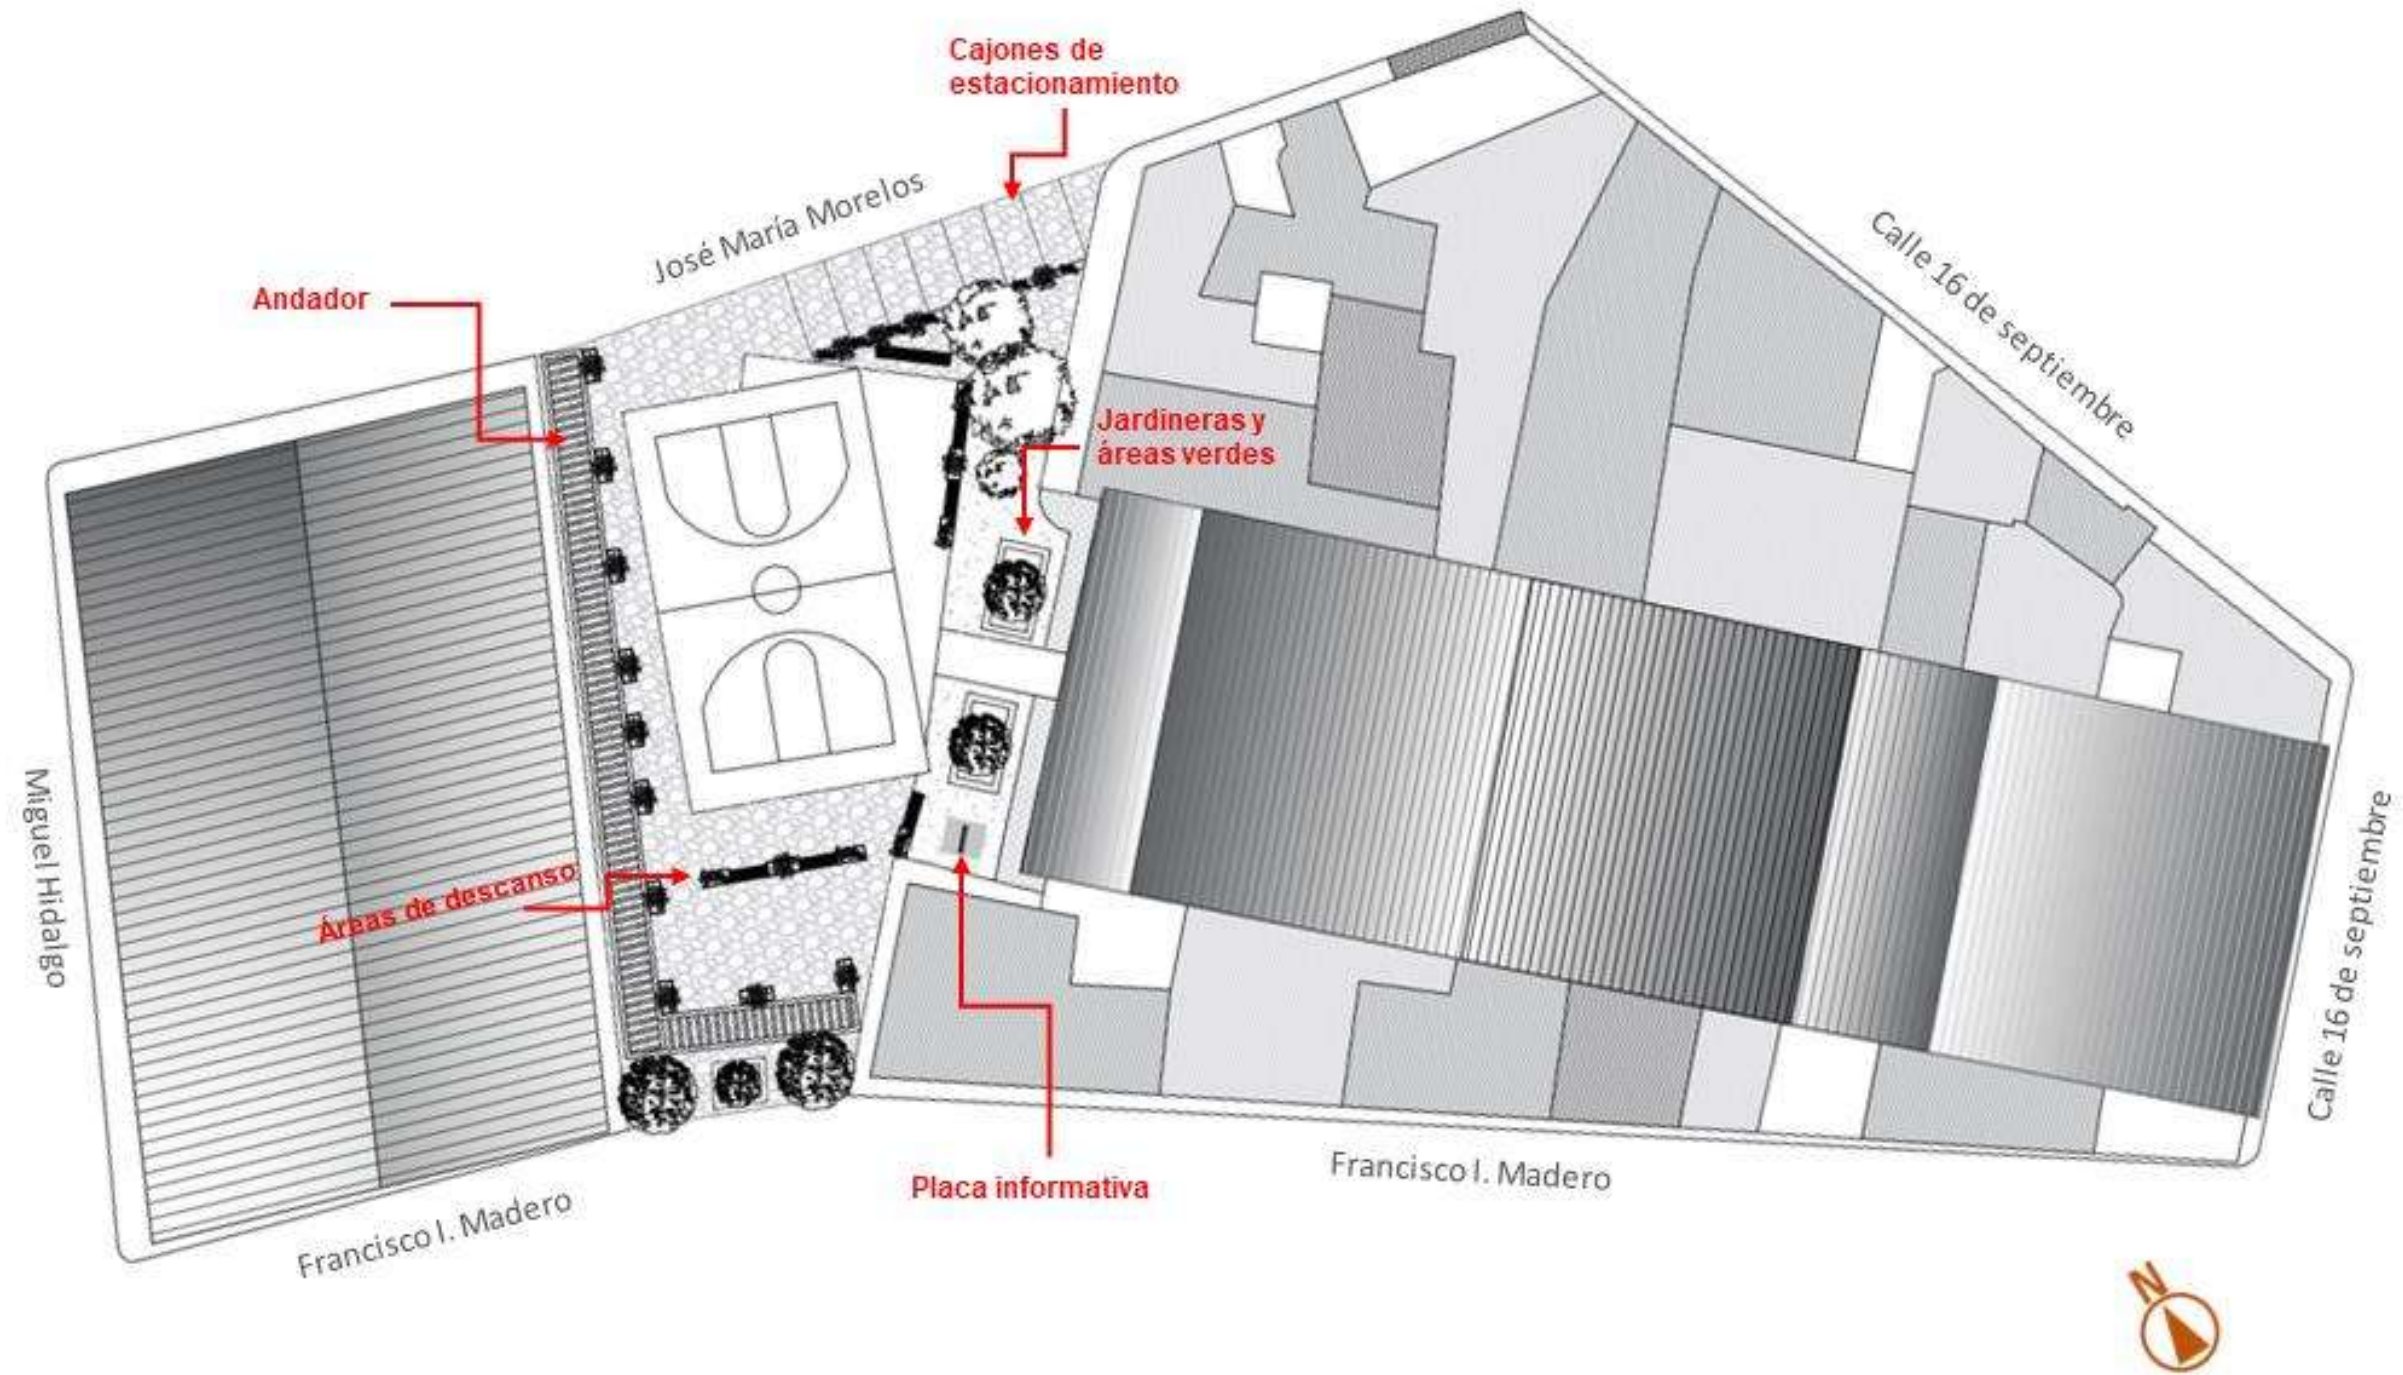 Cajones de
estacionamiento
José María Morelos
Calle 16 de septiembre
Andador
Jardineras y
áreas verdes
Miguel Hidalgo
Áreas de descanso
Calle 16 de septiembre
Placa informativa
Francisco I. Madero
Francisco I. Madero
N